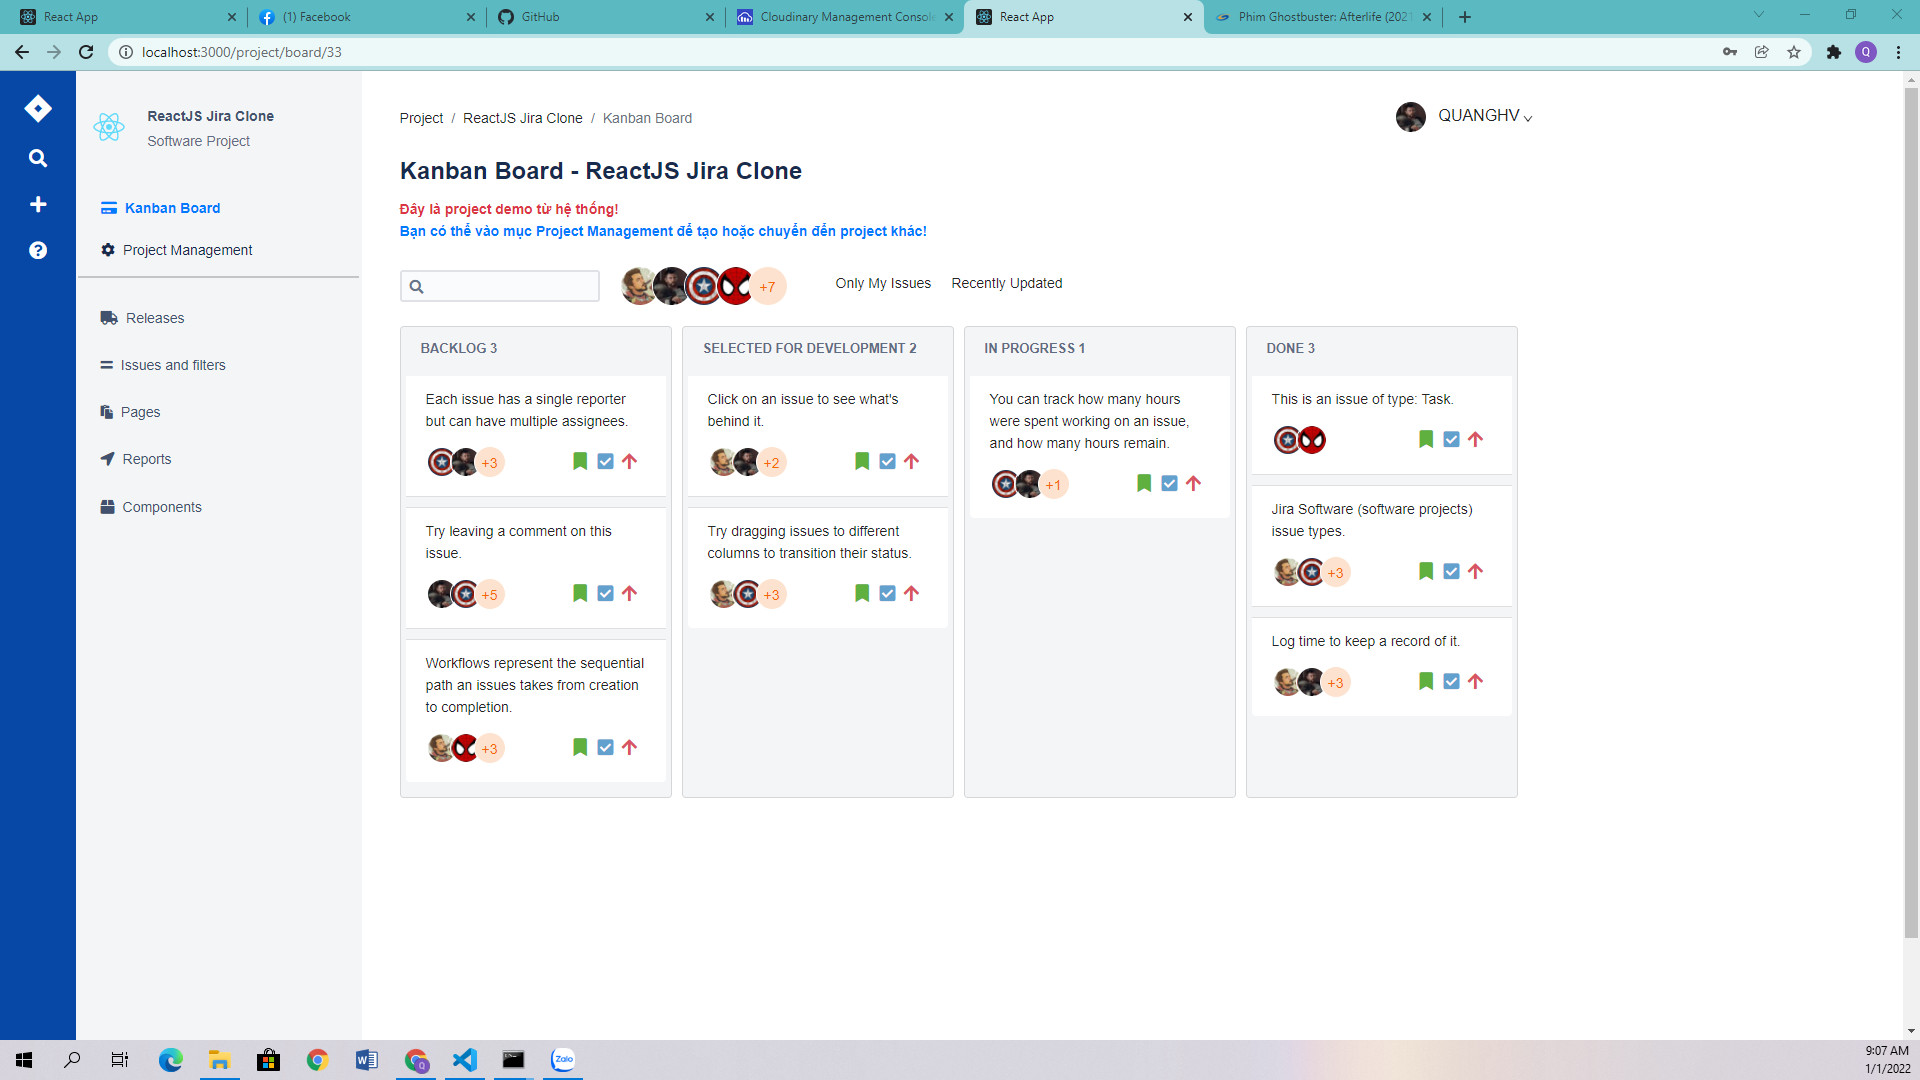 React App
(1) Facebook
GitHub
Cloudinary Management Consol
React App
Phim Ghostbuster: Afterlife (2021
localhost:3000/project/board/33
Q
ReactJS Jira Clone
Software Project
Kanban Board
Project Management
Releases
Issues and filters
Pages
Reports
Components
Project / ReactJS Jira Clone / Kanban Board
QUANGHV
Kanban Board - ReactJS Jira Clone
Đây là project demo từ hệ thống!
Bạn có thể vào mục Project Management để tạo hoặc chuyển đến project khác!
+7
Only My Issues
Recently Updated
BACKLOG 3
Each issue has a single reporter
but can have multiple assignees.
+3
Try leaving a comment on this
issue.
+5
Workflows represent the sequential
path an issues takes from creation
to completion.
+3
SELECTED FOR DEVELOPMENT 2
Click on an issue to see what's
behind it.
+2
Try dragging issues to different
columns to transition their status.
+3
IN PROGRESS 1
You can track how many hours
were spent working on an issue,
and how many hours remain.
+1
DONE 3
This is an issue of type: Task.
Jira Software (software projects)
issue types.
+3
Log time to keep a record of it.
+3
Zalo
9:07 AM
1/1/2022